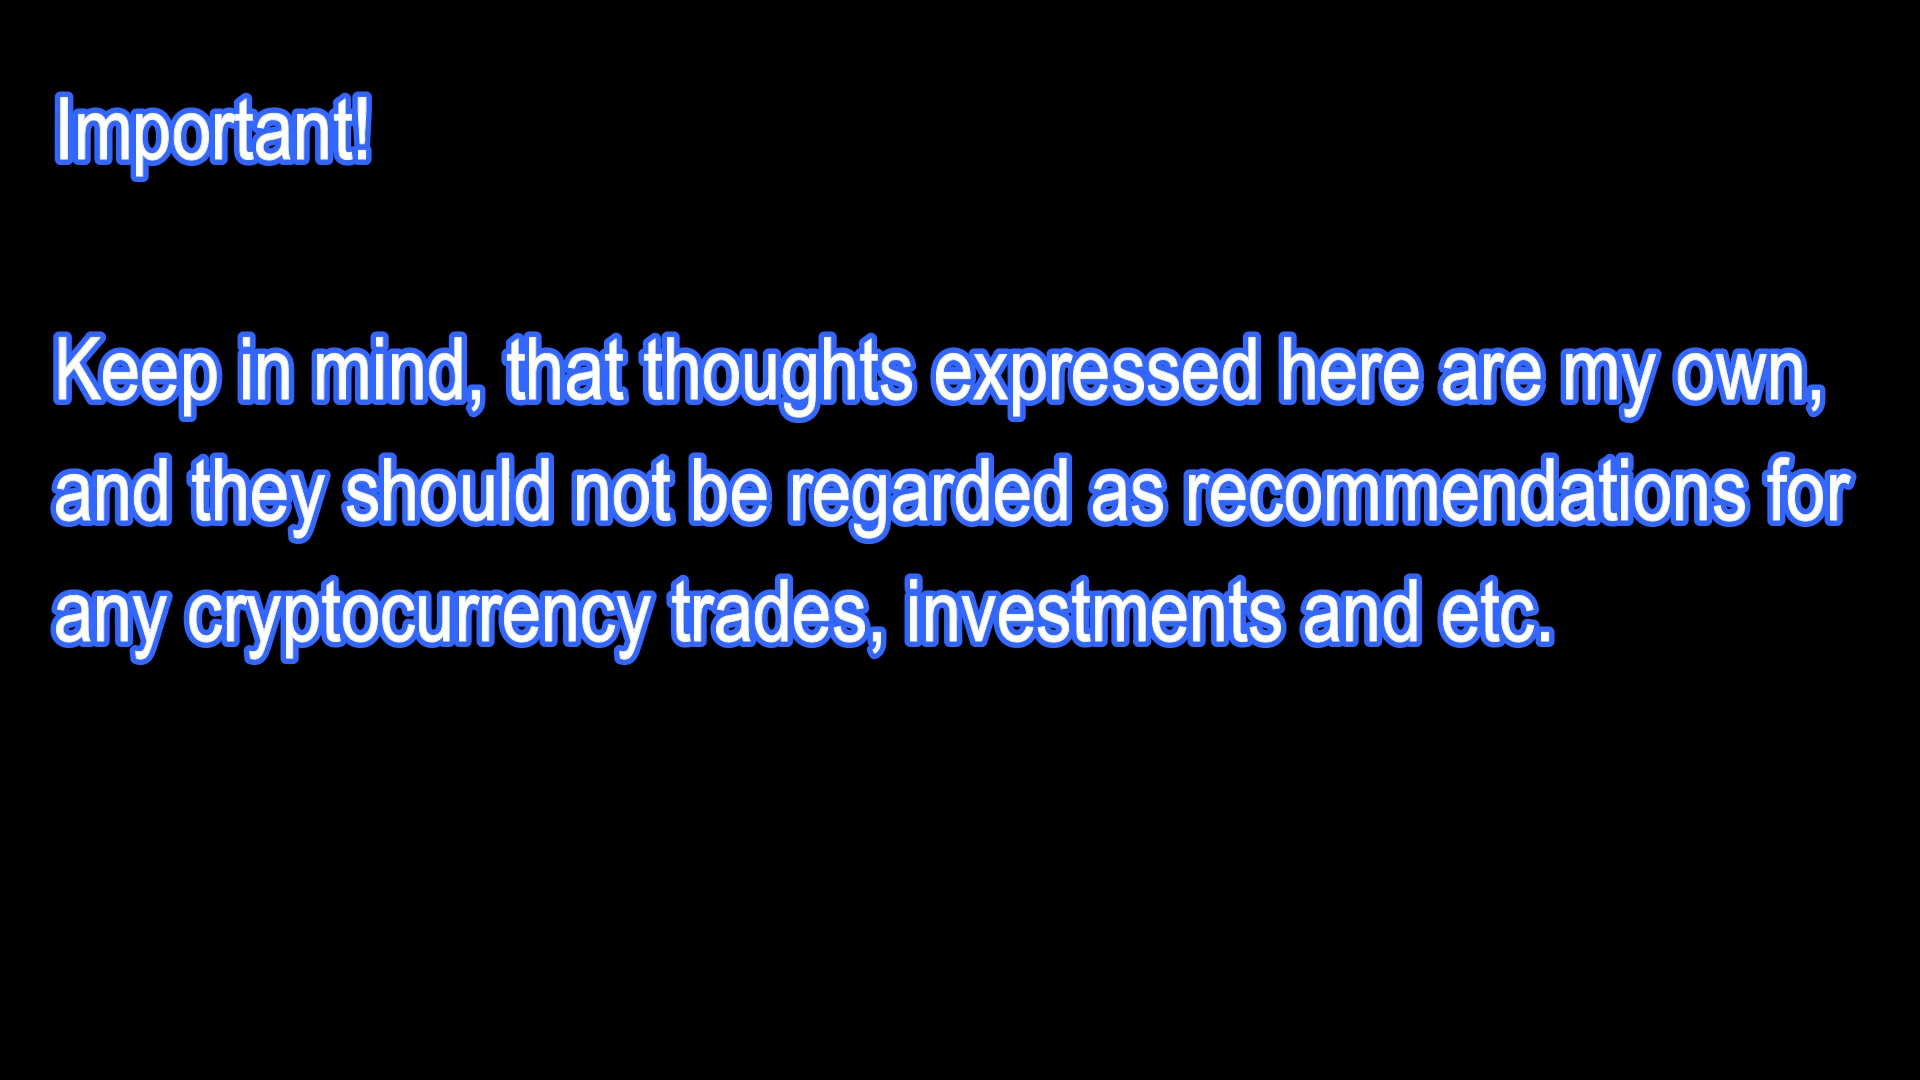 Important!
Keep in mind, that thoughts expressed here are my own,
and they should not be regarded as recommendations for
any cryptocurrency trades, investments and etc.